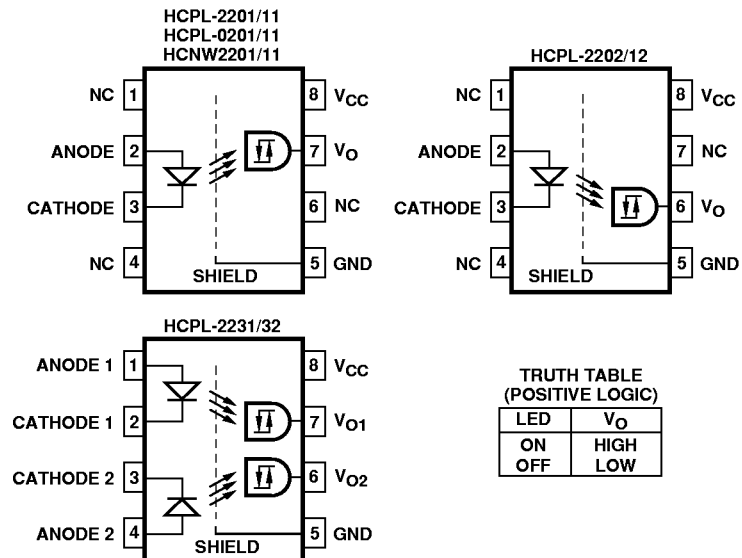 HCPL-2201/11
HCPL-0201/11
HCNW2201/11
NC 1 8 VCC
ANODE 2 7 VO
CATHODE 3 6 NC
NC 4 5 GND
SHIELD
HCPL-2202/12
NC 1 8 VCC
ANODE 2 7 NC
CATHODE 3 6 VO
NC 4 5 GND
SHIELD
HCPL-2231/32
ANODE 1 1 8 VCC
CATHODE 1 2 7 VO1
CATHODE 2 3 6 VO2
ANODE 2 4 5 GND
SHIELD
TRUTH TABLE
(POSITIVE LOGIC)
LED VO
ON HIGH
OFF LOW